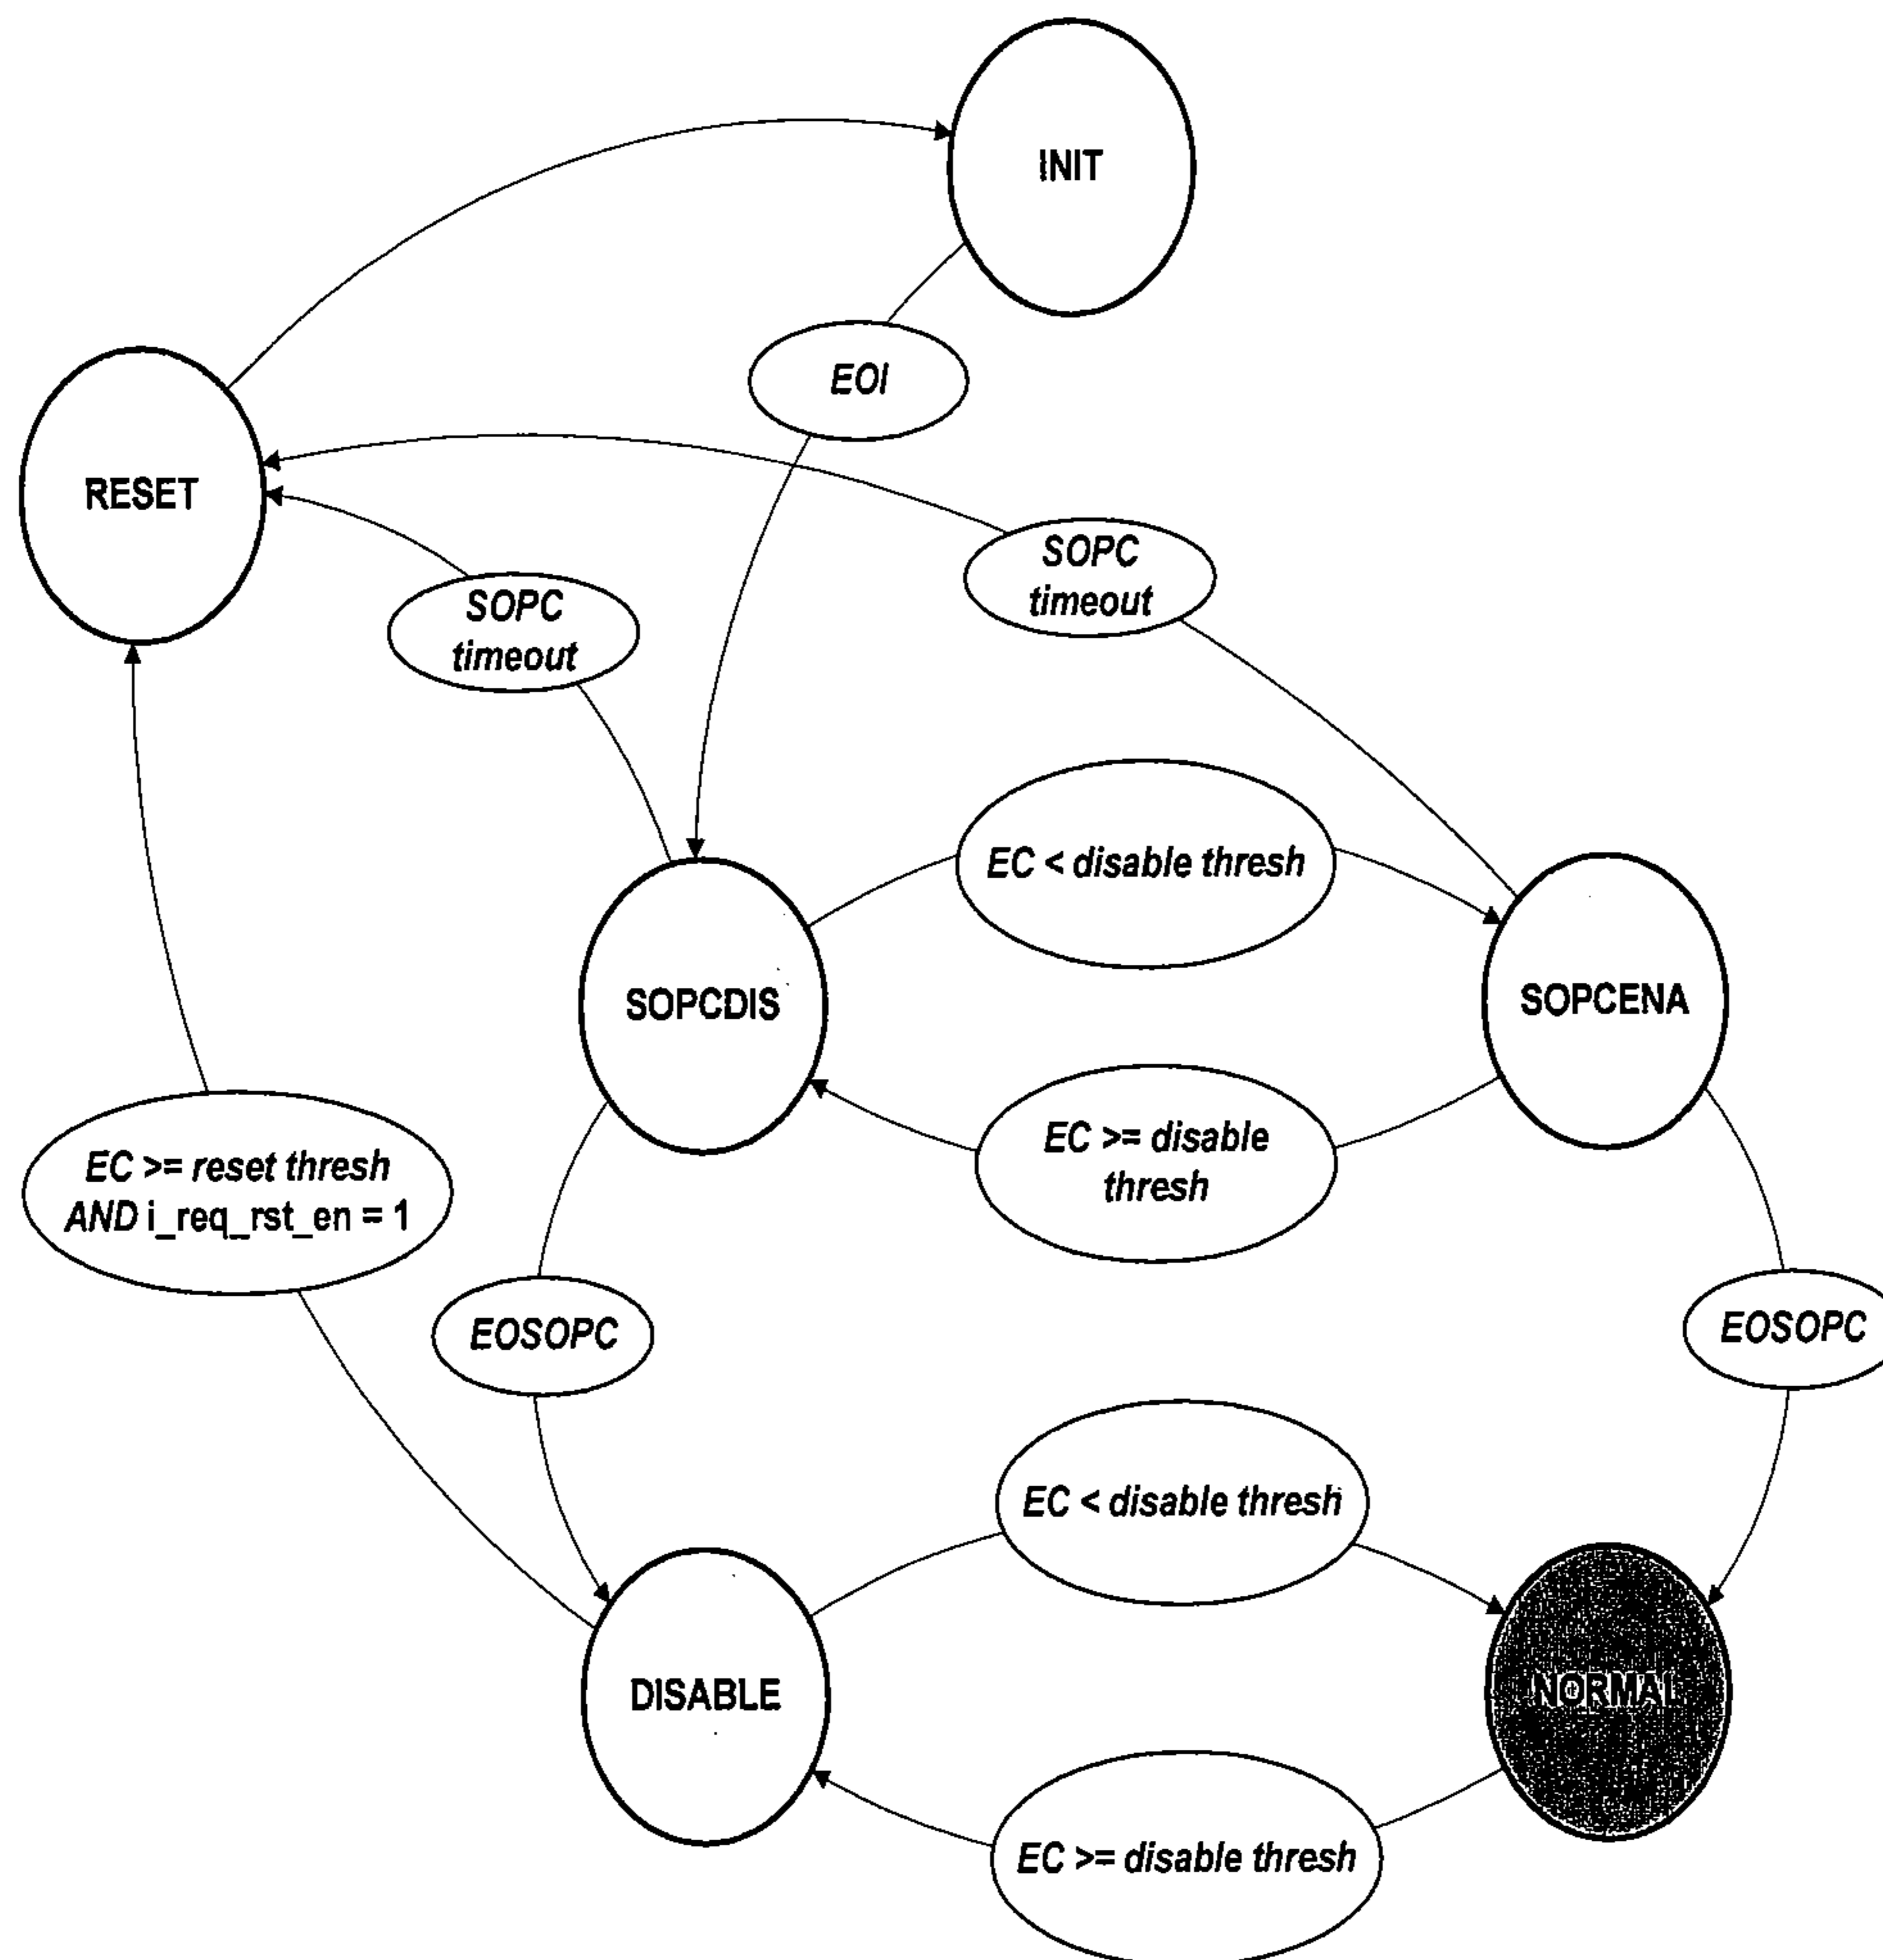 INIT
EOI
RESET
SOPC
timeout
SOPC
timeout
EC < disable thresh
SOPCDIS
SOPCENA
EC >= disable
thresh
EC >= reset thresh
AND i_req_rst_en = 1
EOSOPC
EOSOPC
EC < disable thresh
DISABLE
NORMAL
EC >= disable thresh